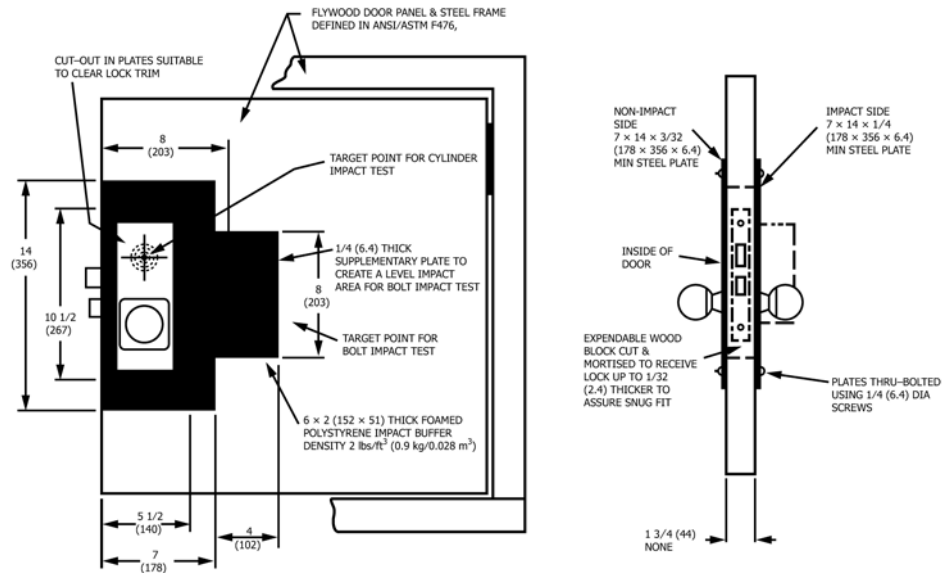 FLYWOOD DOOR PANEL & STEEL FRAME
DEFINED IN ANSI/ASTM F476,
CUT–OUT IN PLATES SUITABLE
TO CLEAR LOCK TRIM
8
(203)
TARGET POINT FOR CYLINDER
IMPACT TEST
14
(356)
10 1/2
(267)
1/4 (6.4) THICK
SUPPLEMENTARY PLATE TO
CREATE A LEVEL IMPACT
AREA FOR BOLT IMPACT TEST
8
(203)
TARGET POINT FOR
BOLT IMPACT TEST
6 × 2 (152 × 51) THICK FOAMED
POLYSTYRENE IMPACT BUFFER
DENSITY 2 lbs/ft³ (0.9 kg/0.028 m³)
5 1/2
(140)
4
(102)
7
(178)
NON-IMPACT
SIDE
7 × 14 × 3/32
(178 × 356 × 6.4)
MIN STEEL PLATE
IMPACT SIDE
7 × 14 × 1/4
(178 × 356 × 6.4)
MIN STEEL PLATE
INSIDE OF
DOOR
EXPENDABLE WOOD
BLOCK CUT &
MORTISED TO RECEIVE
LOCK UP TO 1/32
(2.4) THICKER TO
ASSURE SNUG FIT
PLATES THRU–BOLTED
USING 1/4 (6.4) DIA
SCREWS
1 3/4 (44)
NONE